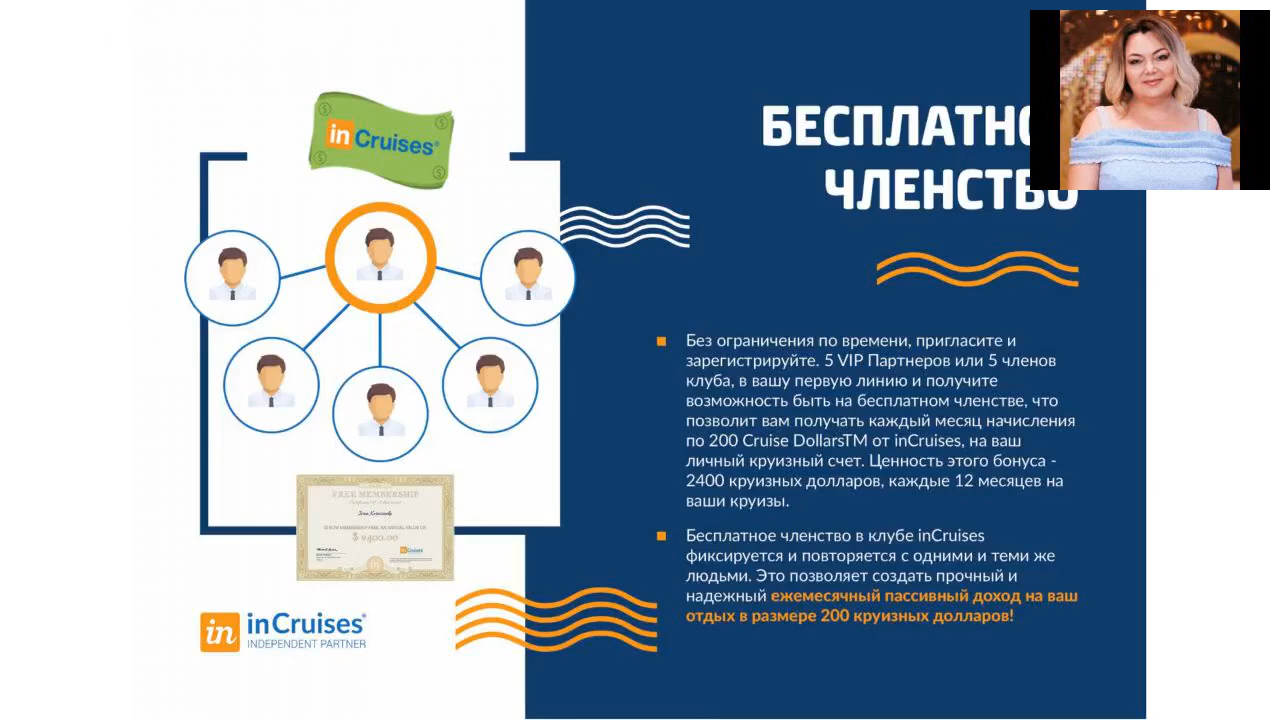 inCruises®
БЕСПЛАТНО
ЧЛЕНСТВО
Без ограничения по времени, пригласите и
зарегистрируйте. 5 VIP Партнеров или 5 членов
клуба, в вашу первую линию и получите
возможность быть на бесплатном членстве, что
позволит вам получать каждый месяц начисления
по 200 Cruise DollarsTM от inCruises, на ваш
личный круизный счет. Ценность этого бонуса -
2400 круизных долларов, каждые 12 месяцев на
ваши круизы.
Бесплатное членство в клубе inCruises
фиксируется и повторяется с одними и теми же
людьми. Это позволяет создать прочный и
надежный ежемесячный пассивный доход на ваш
отдых в размере 200 круизных долларов!
FREE MEMBERSHIP
$ 2400.00
inCruises
in inCruises®
INDEPENDENT PARTNER